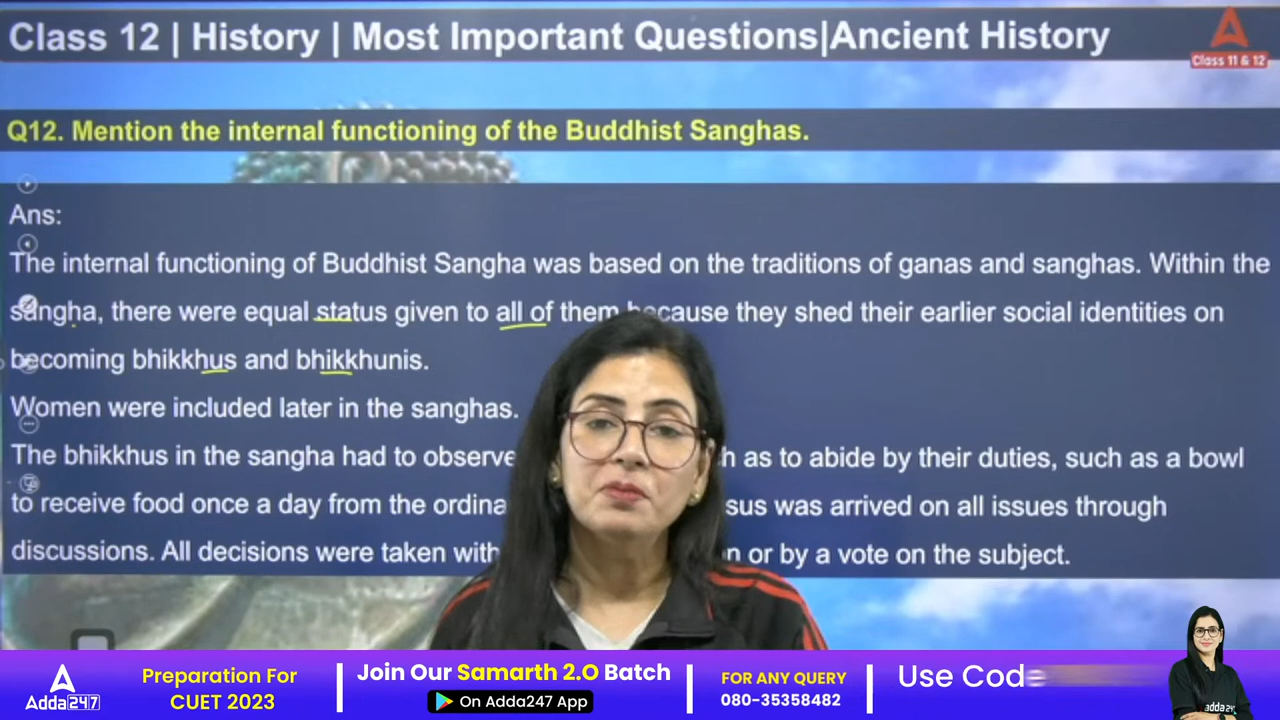 Class 12 | History | Most Important Questions|Ancient History
Class 11 & 12
Q12. Mention the internal functioning of the Buddhist Sanghas.
Ans:
The internal functioning of Buddhist Sangha was based on the traditions of ganas and sanghas. Within the
sangha, there were equal status given to all of them because they shed their earlier social identities on
becoming bhikkhus and bhikkhunis.
Women were included later in the sanghas.
The bhikkhus in the sangha had to observe as to abide by their duties, such as a bowl
to receive food once a day from the was arrived on all issues through
discussions. All decisions were taken or by a vote on the subject.
Adda247
Preparation For
CUET 2023
Join Our Samarth 2.O Batch
On Adda247 App
FOR ANY QUERY
080-35358482
Use Code